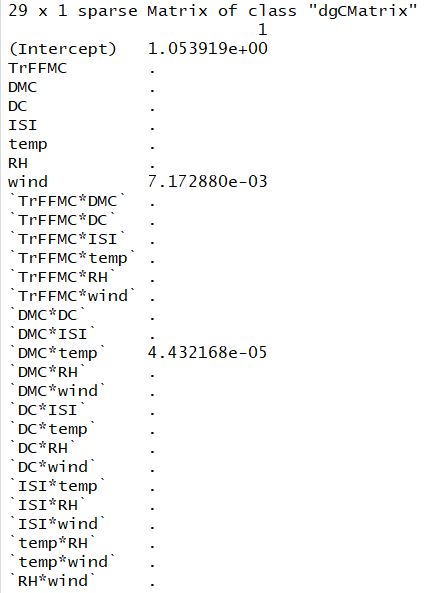 29 x 1 sparse Matrix of class "dgCMatrix"
1
(Intercept) 1.053919e+00
TrFFMC .
DMC .
DC .
ISI .
temp .
RH .
wind 7.172880e-03
`TrFFMC*DMC` .
`TrFFMC*DC` .
`TrFFMC*ISI` .
`TrFFMC*temp` .
`TrFFMC*RH` .
`TrFFMC*wind` .
`DMC*DC` .
`DMC*ISI` .
`DMC*temp` 4.432168e-05
`DMC*RH` .
`DMC*wind` .
`DC*ISI` .
`DC*temp` .
`DC*RH` .
`DC*wind` .
`ISI*temp` .
`ISI*RH` .
`ISI*wind` .
`temp*RH` .
`temp*wind` .
`RH*wind` .